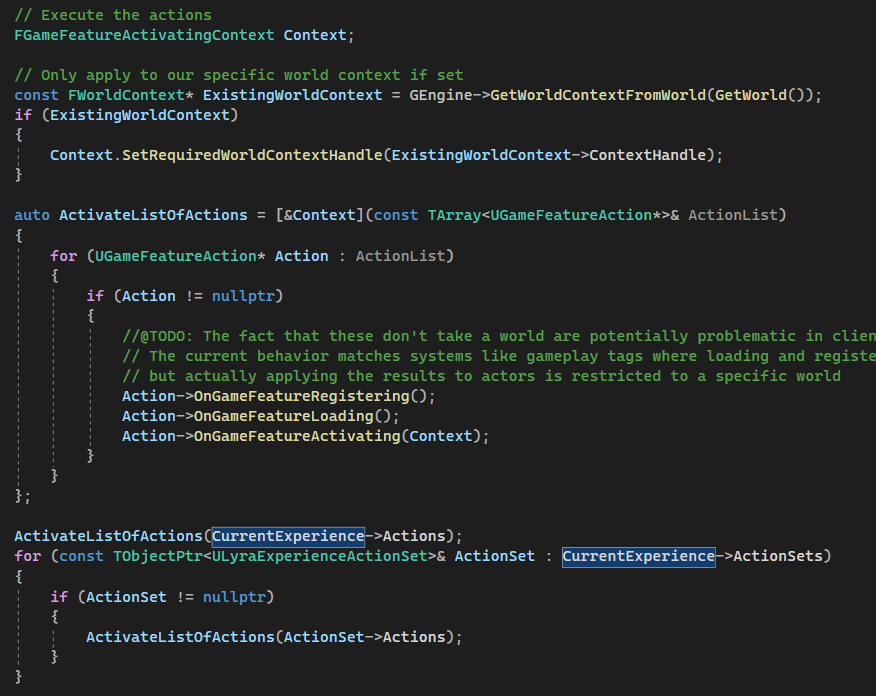 // Execute the actions
FGameFeatureActivatingContext Context;
// Only apply to our specific world context if set
const FWorldContext* ExistingWorldContext = GEngine->GetWorldContextFromWorld(GetWorld());
if (ExistingWorldContext)
{
Context.SetRequiredWorldContextHandle(ExistingWorldContext->ContextHandle);
}
auto ActivateListOfActions = [&Context](const TArray<UGameFeatureAction*>& ActionList)
{
for (UGameFeatureAction* Action : ActionList)
{
if (Action != nullptr)
{
//@TODO: The fact that these don't take a world are potentially problematic in clien
// The current behavior matches systems like gameplay tags where loading and registe
// but actually applying the results to actors is restricted to a specific world
Action->OnGameFeatureRegistering();
Action->OnGameFeatureLoading();
Action->OnGameFeatureActivating(Context);
}
}
};
ActivateListOfActions(CurrentExperience->Actions);
for (const TObjectPtr<ULyraExperienceActionSet>& ActionSet : CurrentExperience->ActionSets)
{
if (ActionSet != nullptr)
{
ActivateListOfActions(ActionSet->Actions);
}
}